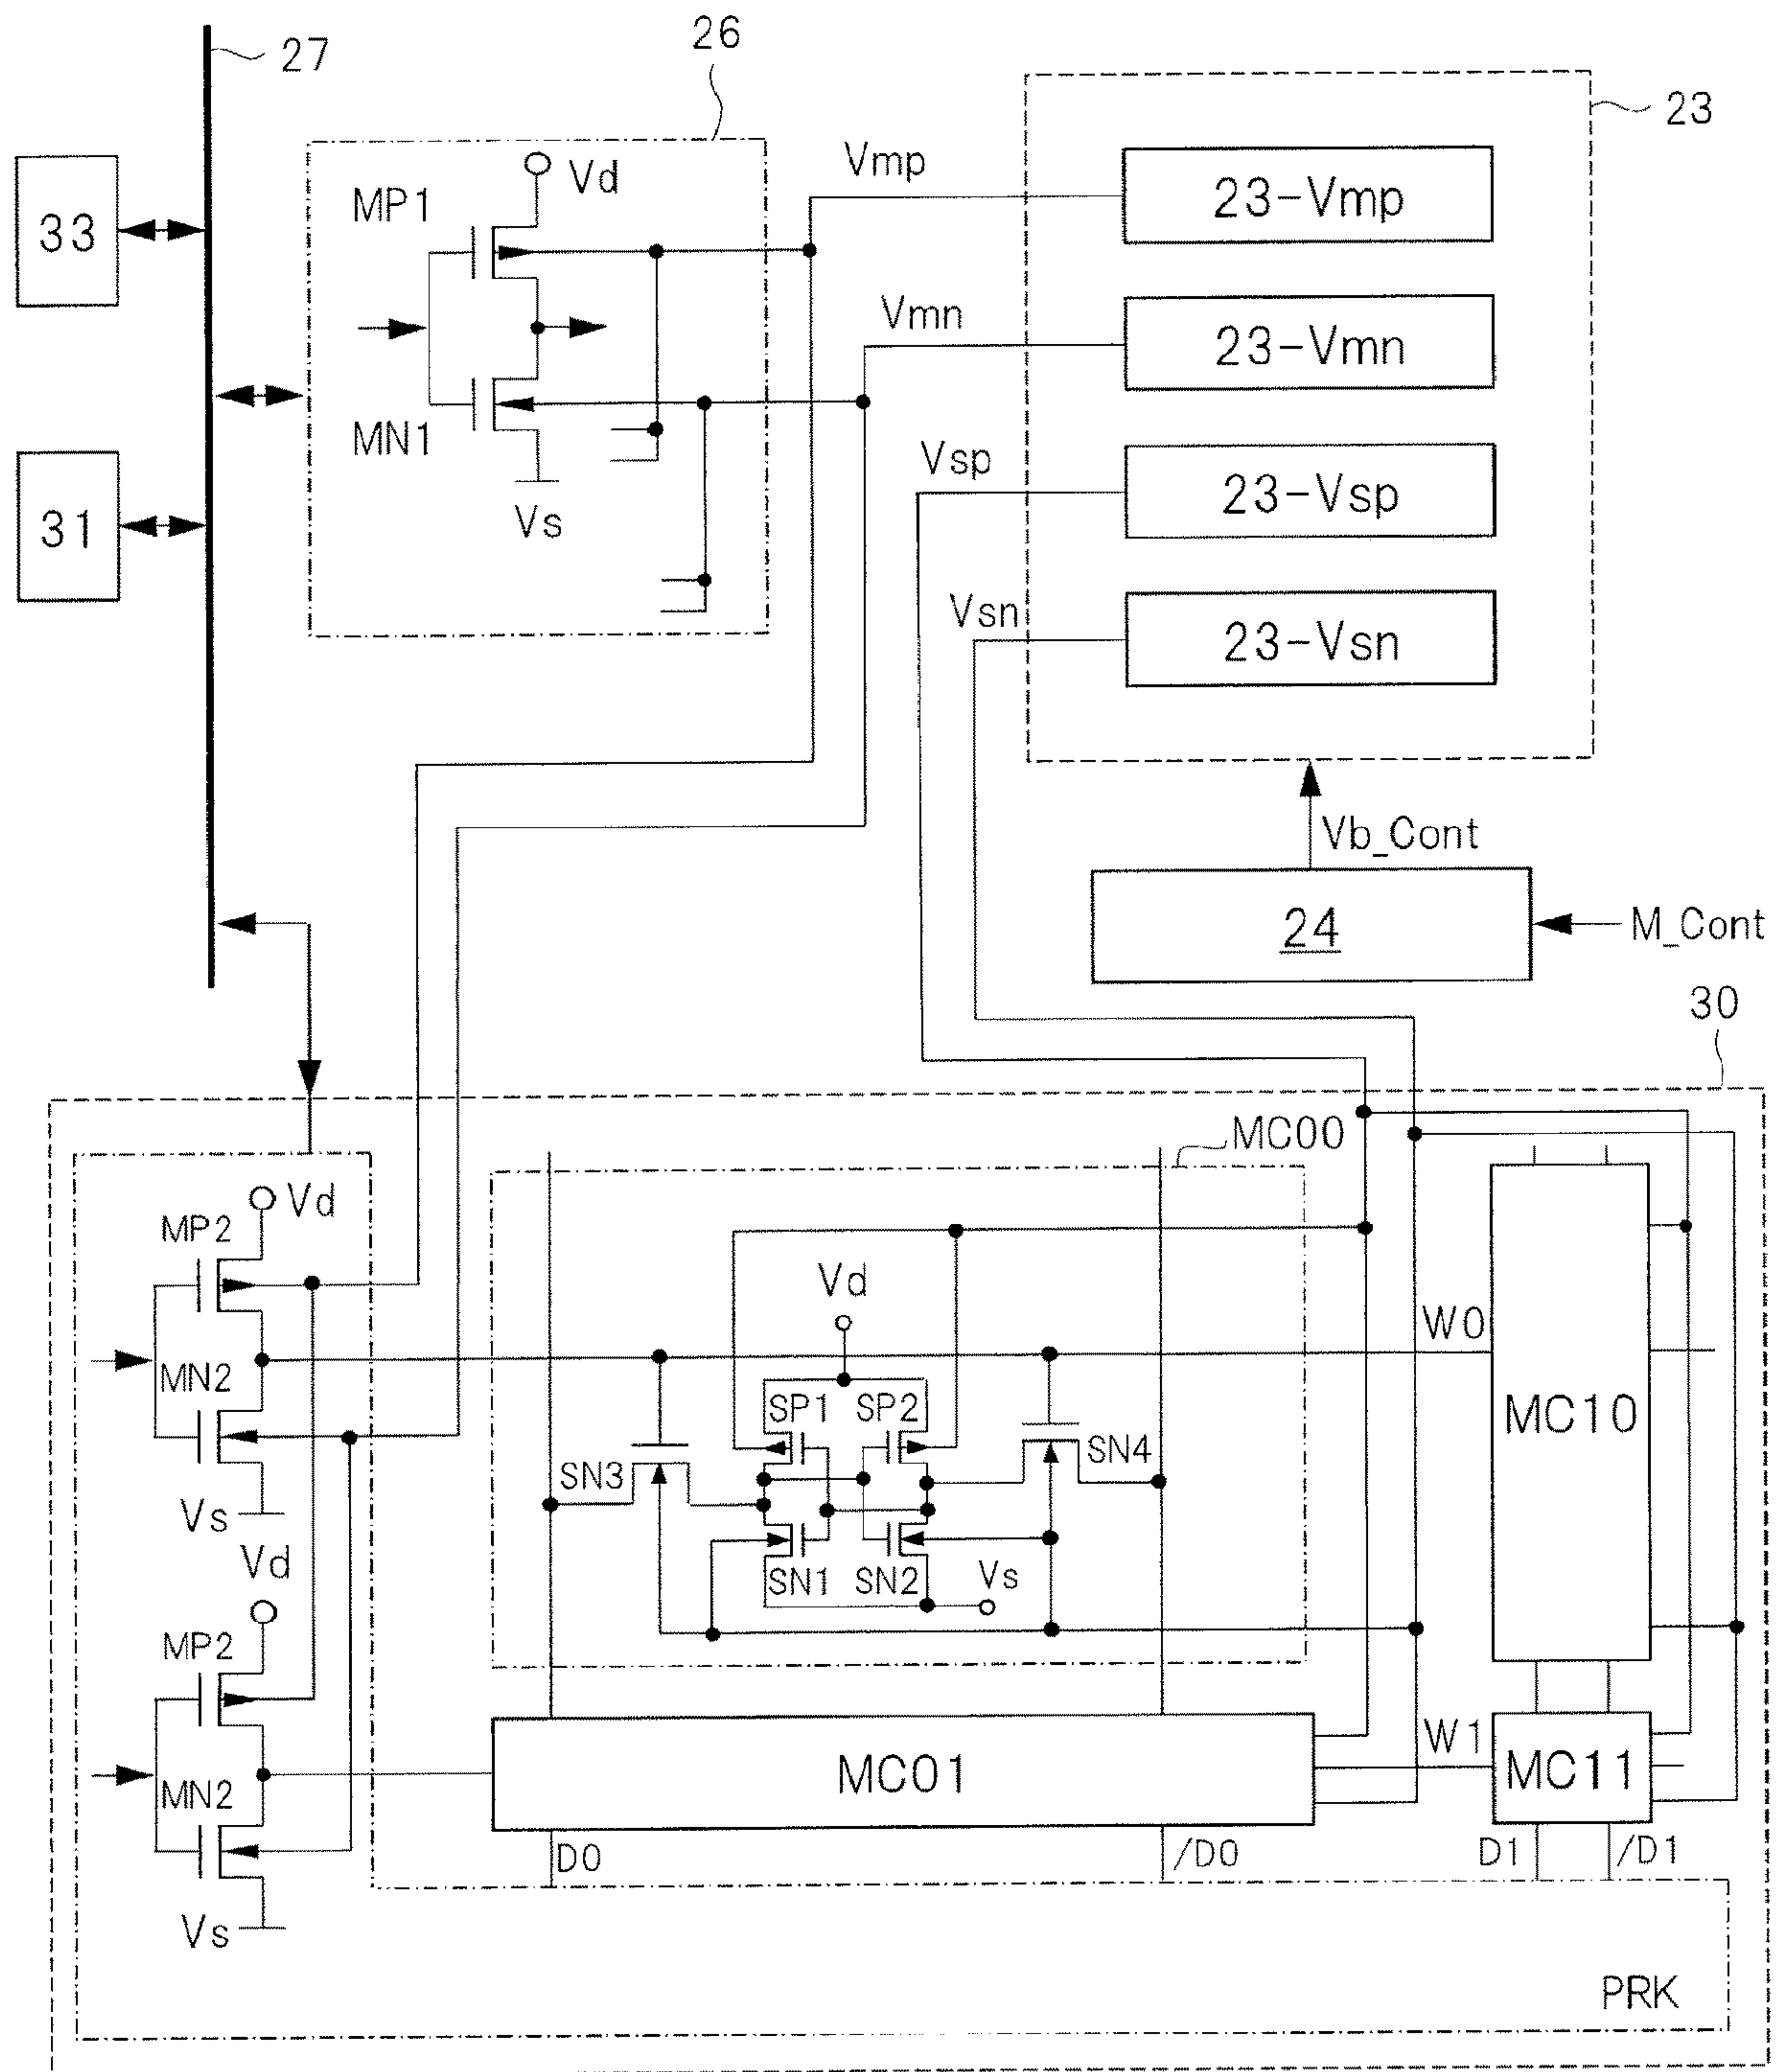 27
26
23
33
31
MP1
Vd
MN1
Vs
Vmp
23-Vmp
Vmn
23-Vmn
Vsp
23-Vsp
Vsn
23-Vsn
Vb_Cont
24
M_Cont
30
MC00
Vd
MP2
MN2
Vs
Vd
MP2
MN2
Vs
Vd
W0
SP1
SP2
SN3
SN4
SN1
SN2
Vs
MC10
MC01
W1
MC11
D0
/D0
D1
/D1
PRK